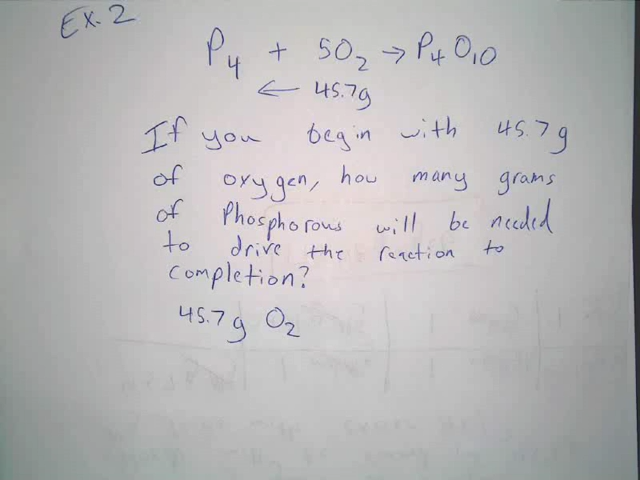 Ex. 2
P4 + 5O2 → P4O10
← 45.7g
If you begin with 45.7g
of oxygen, how many grams
of Phosphorous will be needed
to drive the reaction to
completion?
45.7g O2